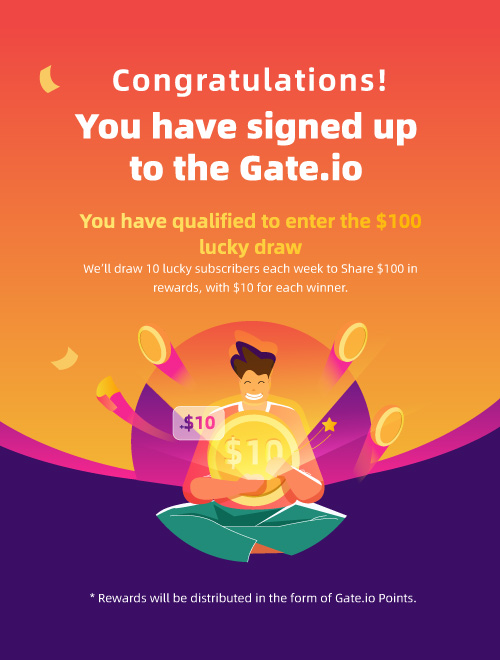 Congratulations!
You have signed up
to the Gate.io
You have qualified to enter the $100
lucky draw
We'll draw 10 lucky subscribers each week to Share $100 in
rewards, with $10 for each winner.
$10
$10
* Rewards will be distributed in the form of Gate.io Points.